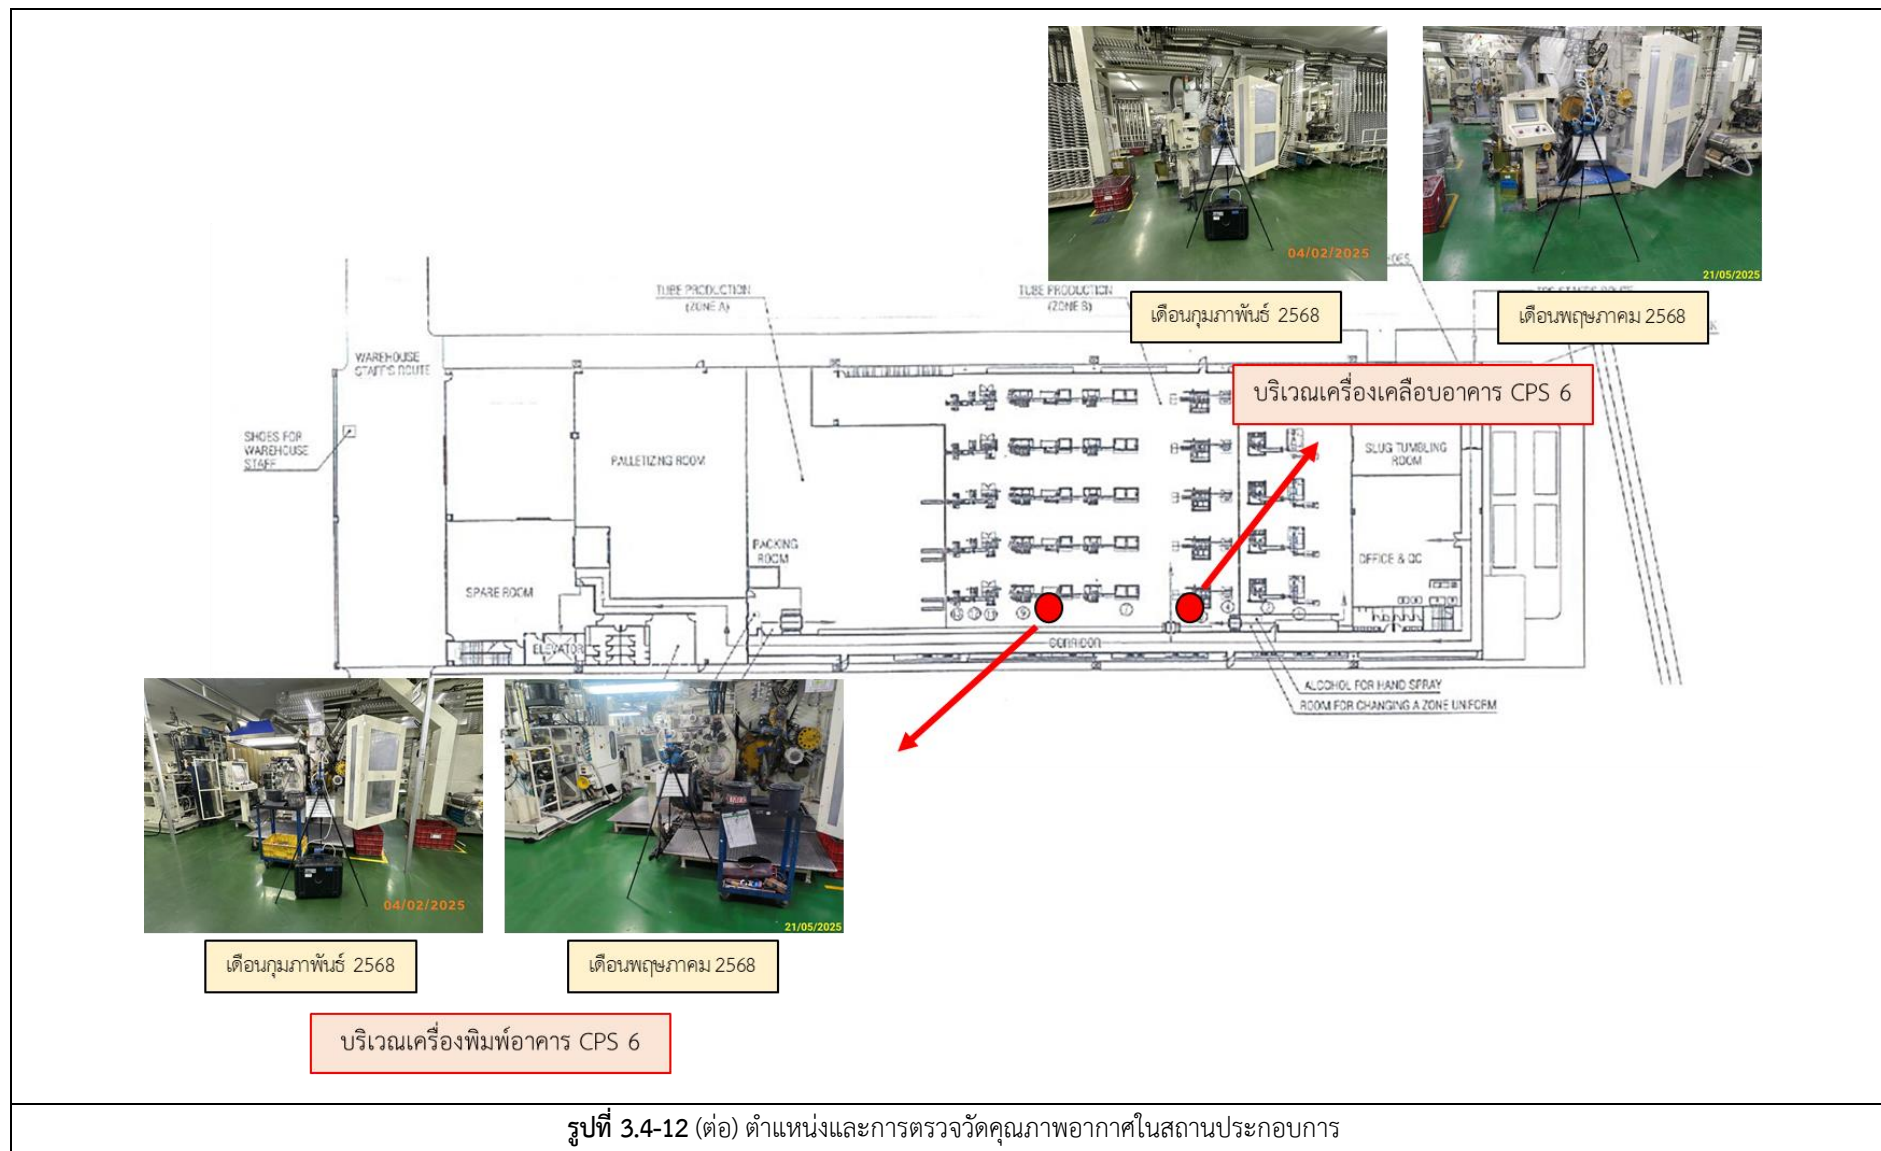 04/02/2025
21/05/2025
เดือนกุมภาพันธ์ 2568
เดือนพฤษภาคม 2568
บริเวณเครื่องเคลือบอาคาร CPS 6
TUBE PRODUCTION
(ZONE A)
TUBE PRODUCTION
(ZONE B)
WAREHOUSE
STAFF'S ROUTE
SHOES FOR
WAREHOUSE
STAFF
PALLETIZING ROOM
PACKING
ROOM
SPARE ROOM
ELEVATOR
CORRIDOR
SLUG TUMBLING
ROOM
OFFICE & QC
ALCOHOL FOR HAND SPRAY
ROOM FOR CHANGING A ZONE UNIFORM
04/02/2025
21/05/2025
เดือนกุมภาพันธ์ 2568
เดือนพฤษภาคม 2568
บริเวณเครื่องพิมพ์อาคาร CPS 6
รูปที่ 3.4-12 (ต่อ) ตำแหน่งและการตรวจวัดคุณภาพอากาศในสถานประกอบการ